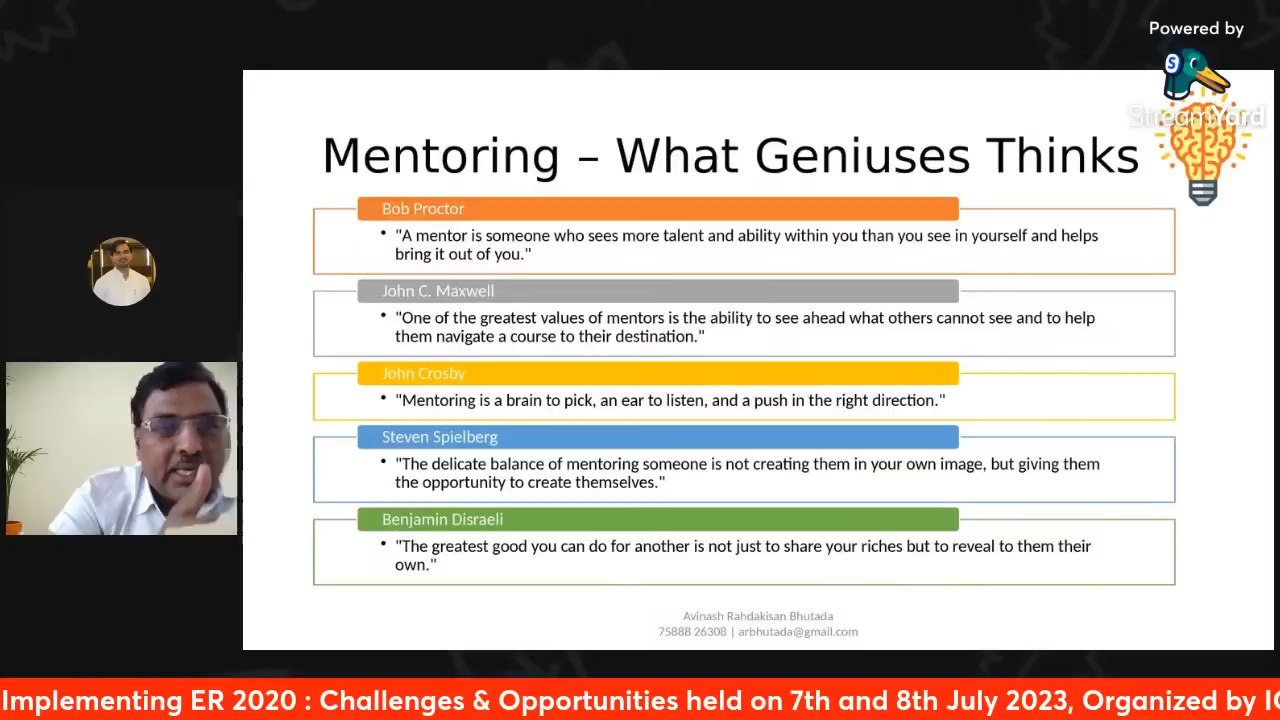 Powered by
S
StreamYard
Mentoring – What Geniuses Thinks
Bob Proctor
• "A mentor is someone who sees more talent and ability within you than you see in yourself and helps
bring it out of you."
John C. Maxwell
• "One of the greatest values of mentors is the ability to see ahead what others cannot see and to help
them navigate a course to their destination."
John Crosby
• "Mentoring is a brain to pick, an ear to listen, and a push in the right direction."
Steven Spielberg
• "The delicate balance of mentoring someone is not creating them in your own image, but giving them
the opportunity to create themselves."
Benjamin Disraeli
• "The greatest good you can do for another is not just to share your riches but to reveal to them their
own."
Avinash Rahdakisan Bhutada
75888 26308 | arbhutada@gmail.com
Implementing ER 2020 : Challenges & Opportunities held on 7th and 8th July 2023, Organized by